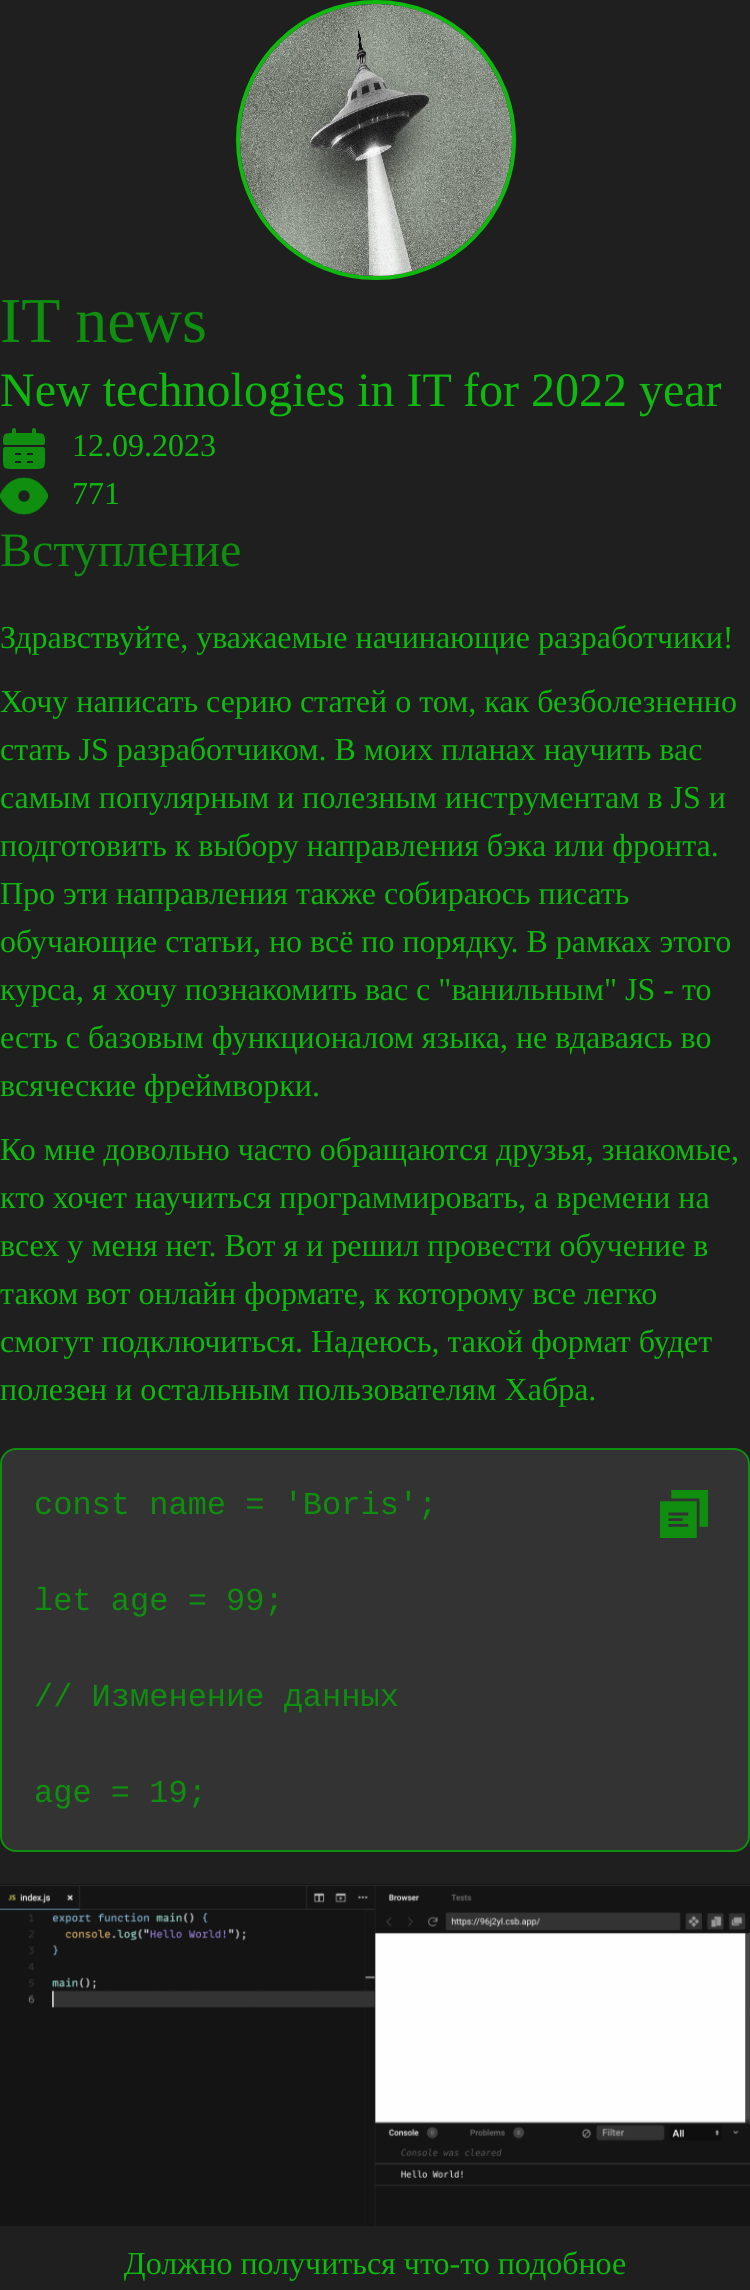 IT news
New technologies in IT for 2022 year
12.09.2023
771
Вступление
Здравствуйте, уважаемые начинающие разработчики!
Хочу написать серию статей о том, как безболезненно
стать JS разработчиком. В моих планах научить вас
самым популярным и полезным инструментам в JS и
подготовить к выбору направления бэка или фронта.
Про эти направления также собираюсь писать
обучающие статьи, но всё по порядку. В рамках этого
курса, я хочу познакомить вас с "ванильным" JS - то
есть с базовым функционалом языка, не вдаваясь во
всяческие фреймворки.
Ко мне довольно часто обращаются друзья, знакомые,
кто хочет научиться программировать, а времени на
всех у меня нет. Вот я и решил провести обучение в
таком вот онлайн формате, к которому все легко
смогут подключиться. Надеюсь, такой формат будет
полезен и остальным пользователям Хабра.
const name = 'Boris';
let age = 99;
// Изменение данных
age = 19;
JS index.js
1 export function main() {
2 console.log("Hello World!");
3 }
4
5 main();
6
Browser Tests
https://96j2yl.csb.app/
Console 0 Problems 0 Filter All
Console was cleared
Hello World!
Должно получиться что-то подобное